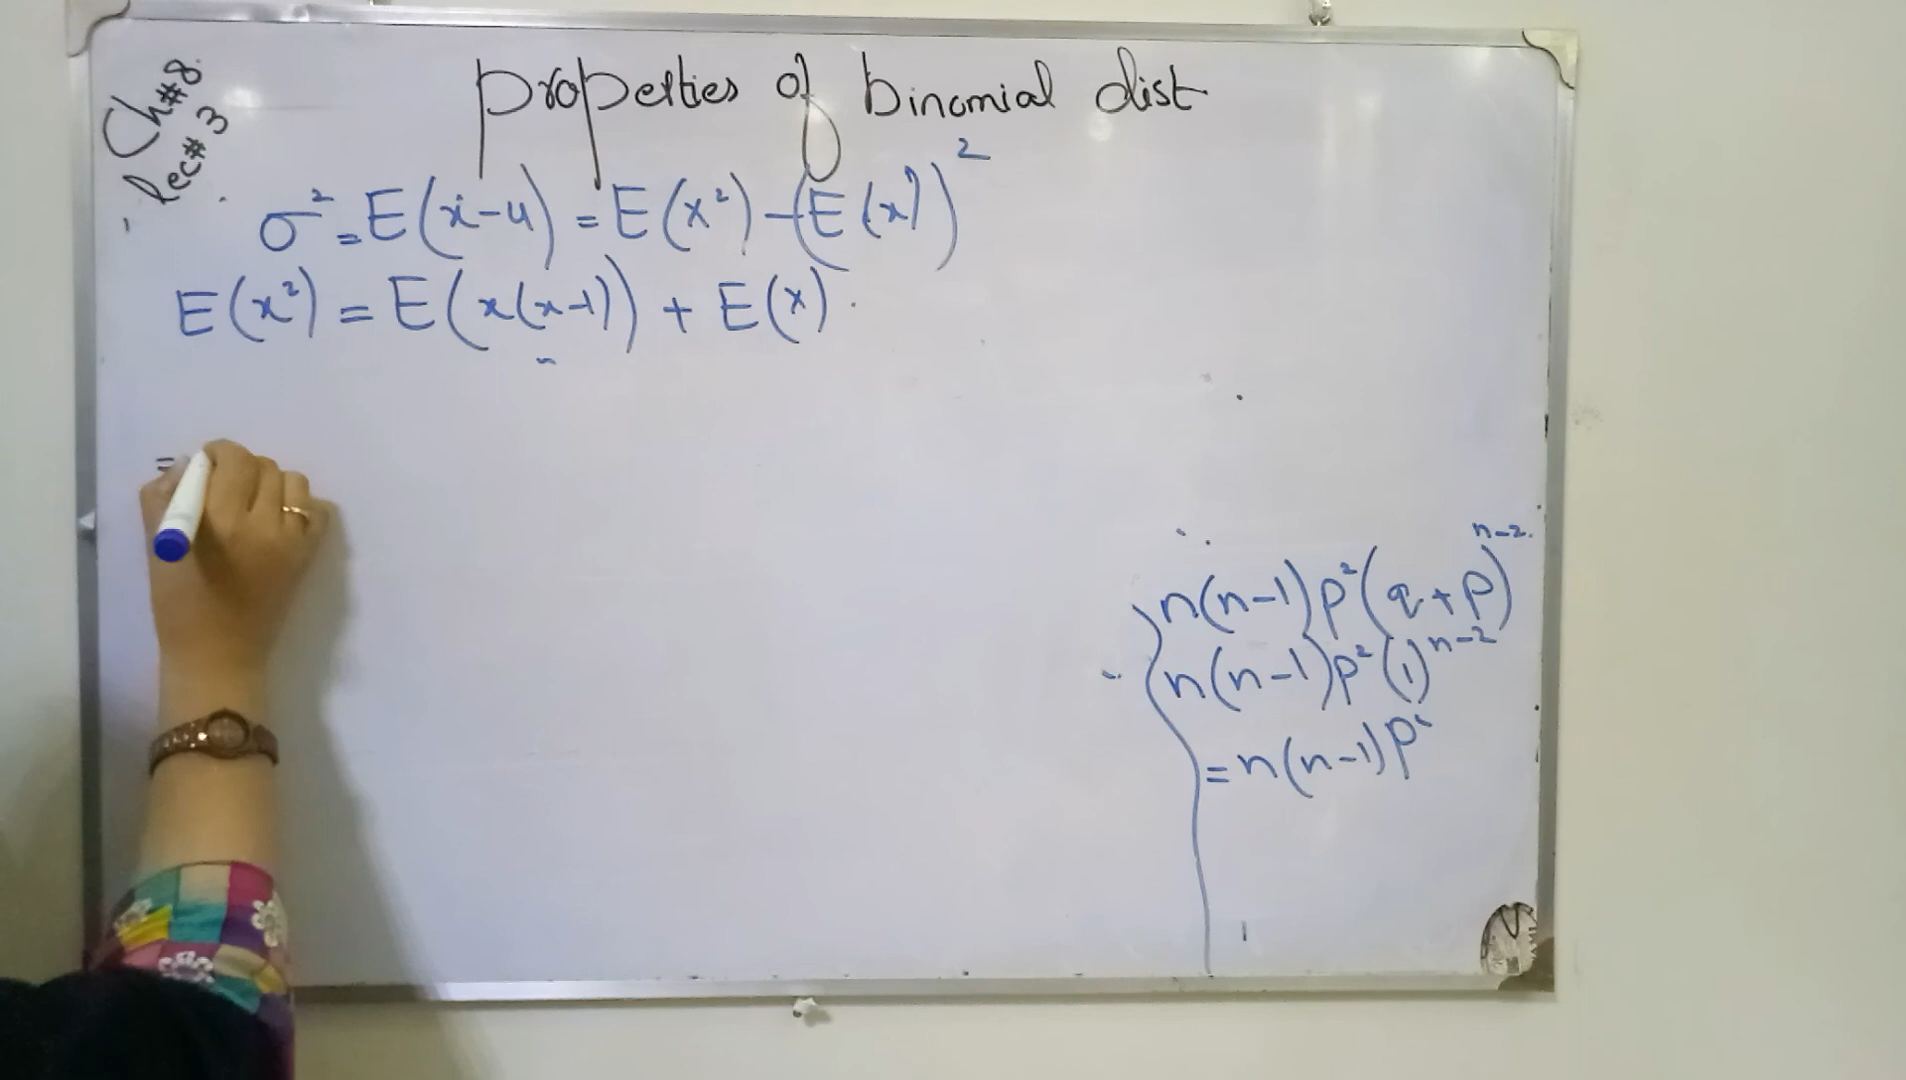 Ch#8
Lec#3
properties of binomial dist
σ² = E(x-μ) = E(x²) - (E(x))²
E(x²) = E(x(x-1)) + E(x)
=
n(n-1)p²(q+p)ⁿ⁻²
n(n-1)p²(1)ⁿ⁻²
= n(n-1)p²